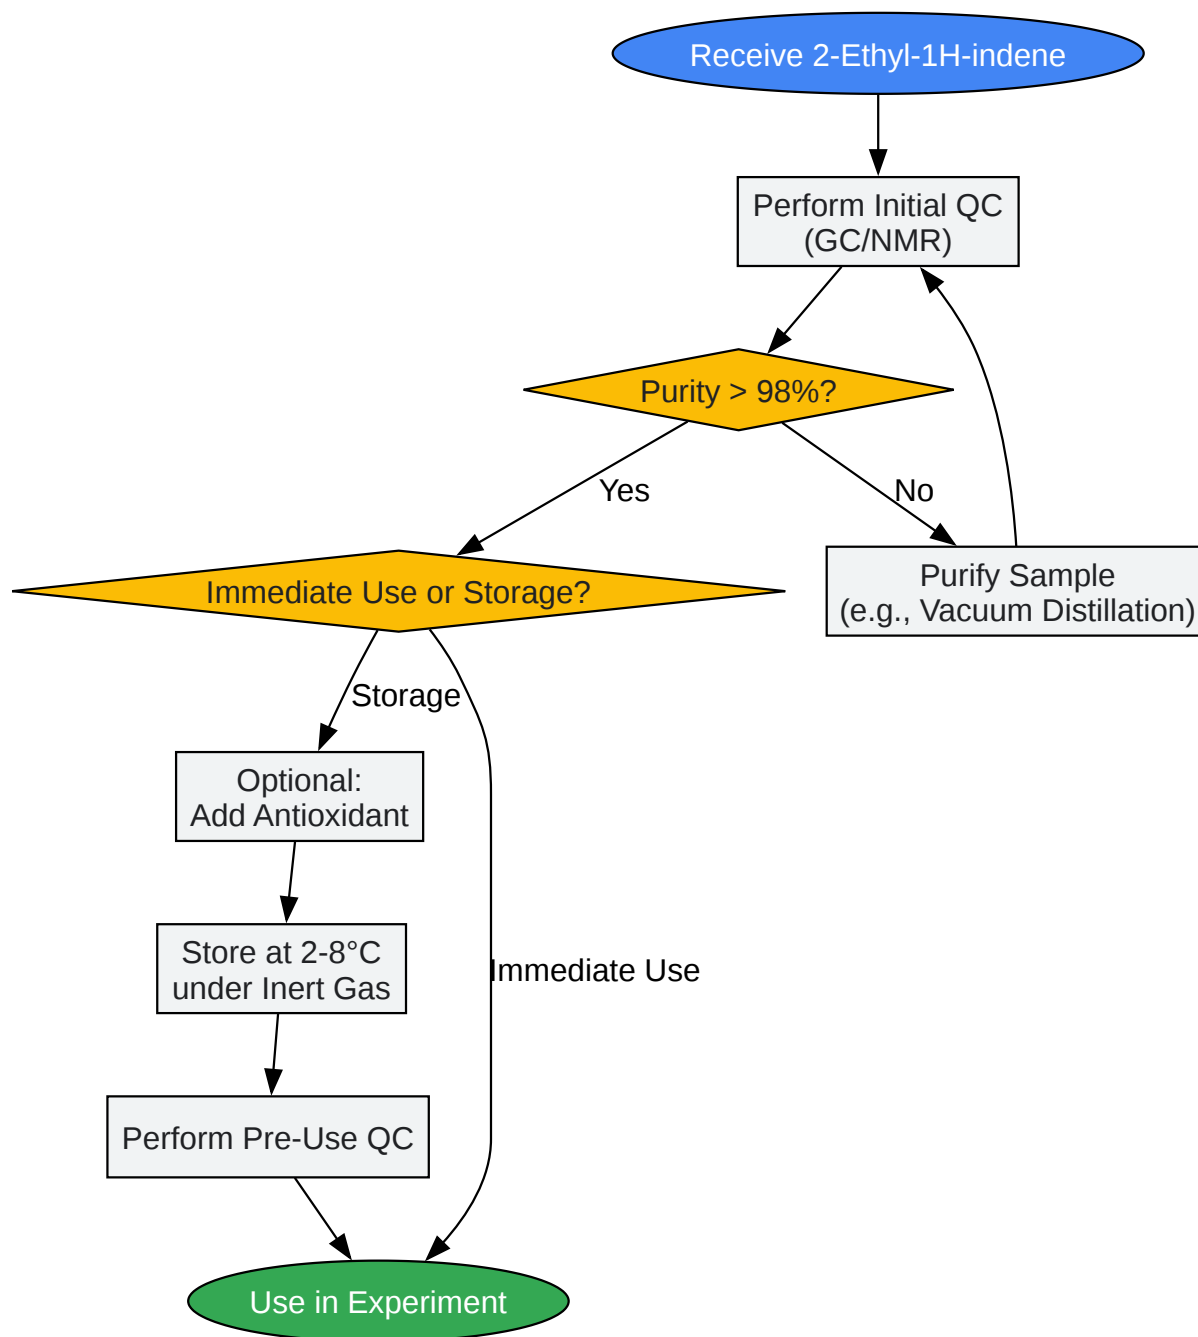 Receive 2-Ethyl-1H-indene
Perform Initial QC
(GC/NMR)
Purity > 98%?
Yes
No
Immediate Use or Storage?
Purify Sample
(e.g., Vacuum Distillation)
Storage
Optional:
Add Antioxidant
Store at 2-8°C
under Inert Gas
Immediate Use
Perform Pre-Use QC
Use in Experiment